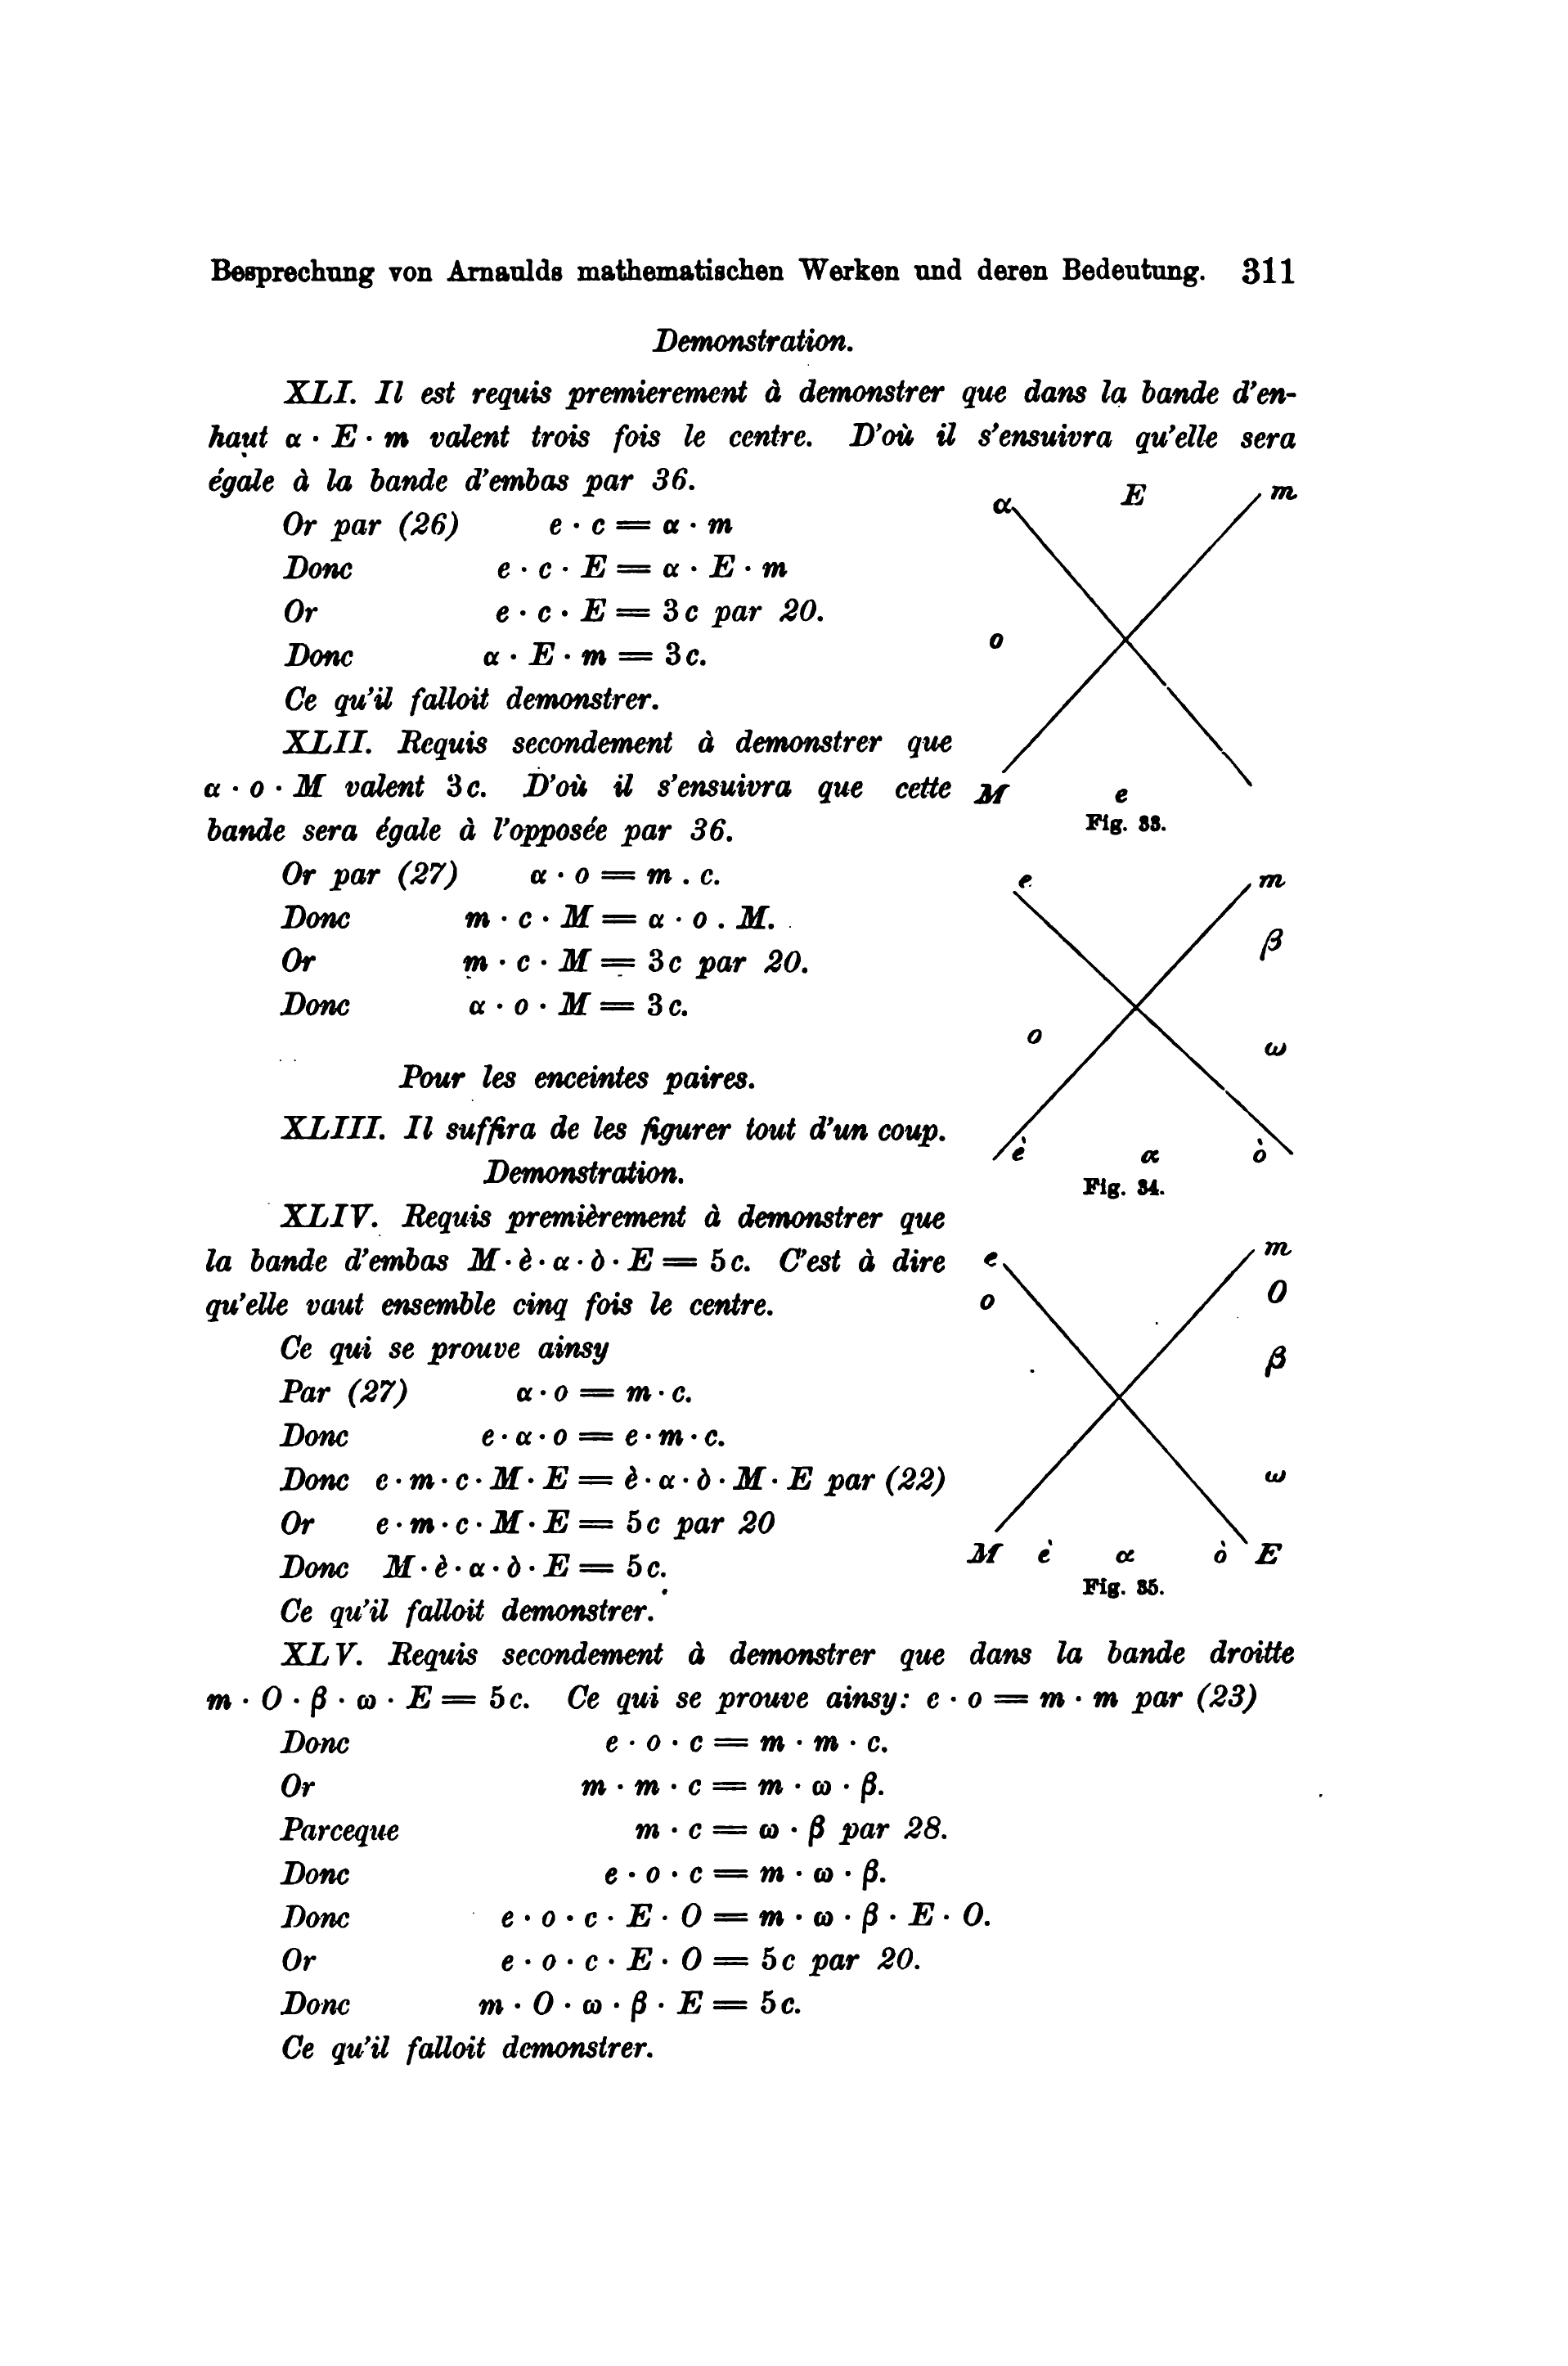 Besprechung von Arnaulds mathematischen Werken und deren Bedeutung. 311
Demonstration.
XLI. Il est requis premierement à demonstrer que dans la bande d'en-
haut α · E · m valent trois fois le centre. D'où il s'ensuivra qu'elle sera
égale à la bande d'embas par 36.
Or par (26) e · c = α · m
Donc e · c · E = α · E · m
Or e · c · E = 3c par 20.
Donc α · E · m = 3c.
Ce qu'il falloit demonstrer.
α E m
o
M e
Fig. 33.
XLII. Requis secondement à demonstrer que
α · o · M valent 3c. D'où il s'ensuivra que cette
bande sera égale à l'opposée par 36.
Or par (27) α · o = m . c.
Donc m · c · M = α · o . M.
Or m · c · M = 3c par 20.
Donc α · o · M = 3c.
e m
β
o ω
è α ò
Fig. 34.
Pour les enceintes paires.
XLIII. Il suffira de les figurer tout d'un coup.
Demonstration.
XLIV. Requis premièrement à demonstrer que
la bande d'embas M · è · α · ò · E = 5c. C'est à dire
qu'elle vaut ensemble cinq fois le centre.
Ce qui se prouve ainsy
Par (27) α · o = m · c.
Donc e · α · o = e · m · c.
Donc e · m · c · M · E = è · α · ò · M · E par (22)
Or e · m · c · M · E = 5c par 20
Donc M · è · α · ò · E = 5c.
Ce qu'il falloit demonstrer.
e m
o O
β
ω
M è α ò E
Fig. 35.
XLV. Requis secondement à demonstrer que dans la bande droitte
m · O · β · ω · E = 5c. Ce qui se prouve ainsy: e · o = m · m par (23)
Donc e · o · c = m · m · c.
Or m · m · c = m · ω · β.
Parceque m · c = ω · β par 28.
Donc e · o · c = m · ω · β.
Donc e · o · c · E · O = m · ω · β · E · O.
Or e · o · c · E · O = 5c par 20.
Donc m · O · ω · β · E = 5c.
Ce qu'il falloit demonstrer.